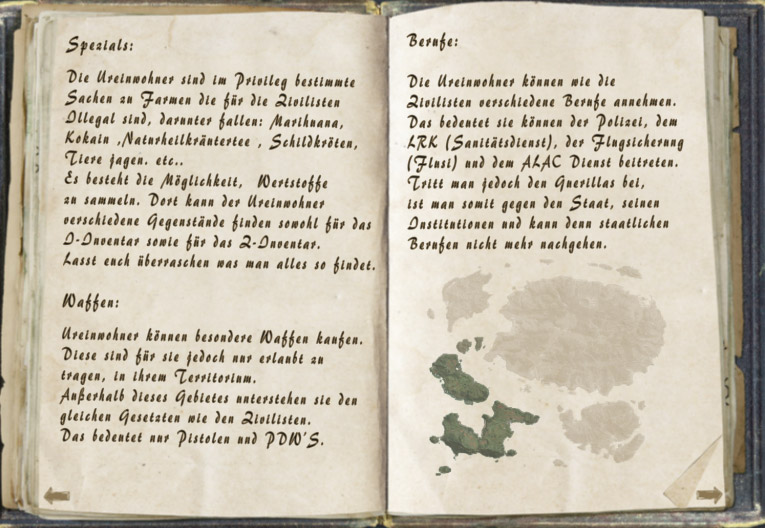 Spezials:
Die Ureinwohner sind im Privileg bestimmte
Sachen zu Farmen die für die Zivilisten
Illegal sind, darunter fallen: Marihuana,
Kokain ,Naturheilkräutertee , Schildkröten,
Tiere jagen. etc..
Es besteht die Möglichkeit, Wertstoffe
zu sammeln. Dort kann der Ureinwohner
verschiedene Gegenstände finden sowohl für das
I-Inventar sowie für das Z-Inventar.
Lasst euch überraschen was man alles so findet.
Waffen:
Ureinwohner können besondere Waffen kaufen.
Diese sind für sie jedoch nur erlaubt zu
tragen, in ihrem Territorium.
Außerhalb dieses Gebietes unterstehen sie den
gleichen Gesetzten wie den Zivilisten.
Das bedeutet nur Pistolen und PDW'S.
Berufe:
Die Ureinwohner können wie die
Zivilisten verschiedene Berufe annehmen.
Das bedeutet sie können der Polizei, dem
LRK (Sanitätsdienst), der Flugsicherung
(Flusi) und dem ALAC Dienst beitreten.
Tritt man jedoch den Guerillas bei,
ist man somit gegen den Staat, seinen
Institutionen und kann denn staatlichen
Berufen nicht mehr nachgehen.